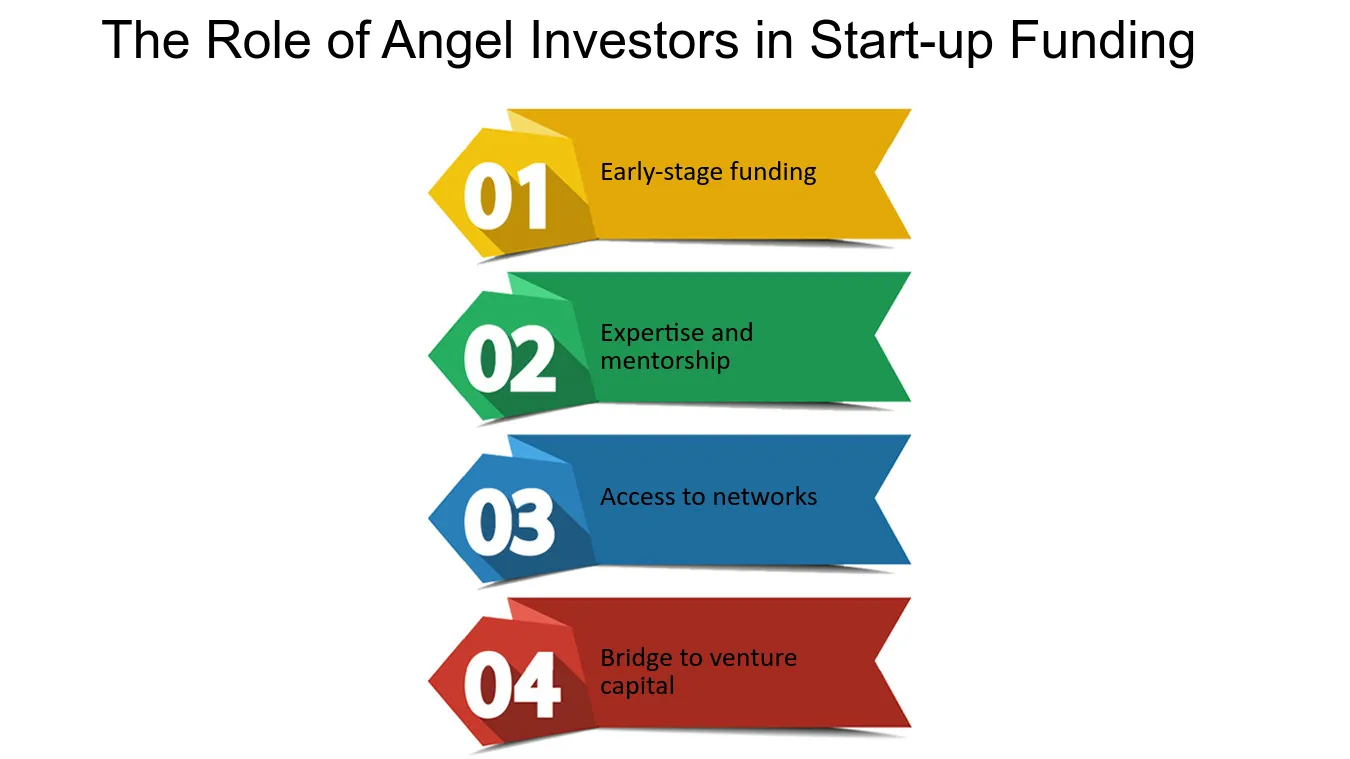 The Role of Angel Investors in Start-up Funding
01
Early-stage funding
02
Expertise and
mentorship
03
Access to networks
04
Bridge to venture
capital